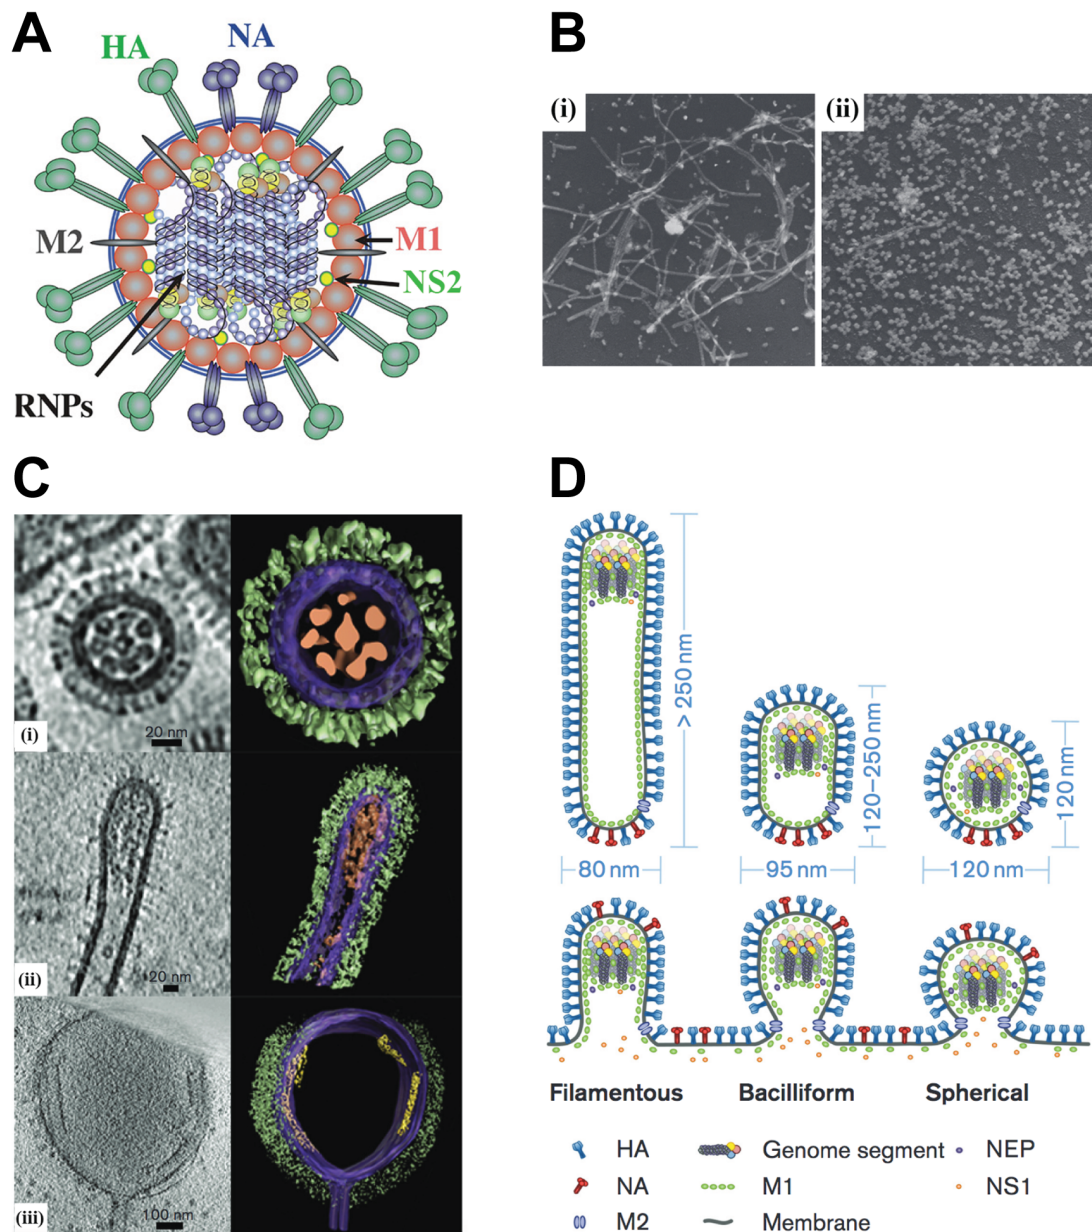 A
HA
NA
M2
M1
NS2
RNPs
B
(i)
(ii)
C
(i)
20 nm
(ii)
120 nm
(iii)
100 nm
D
> 250 nm
120–250 nm
120 nm
80 nm
95 nm
120 nm
Filamentous
Bacilliform
Spherical
HA
Genome segment
NEP
NA
M1
NS1
M2
Membrane